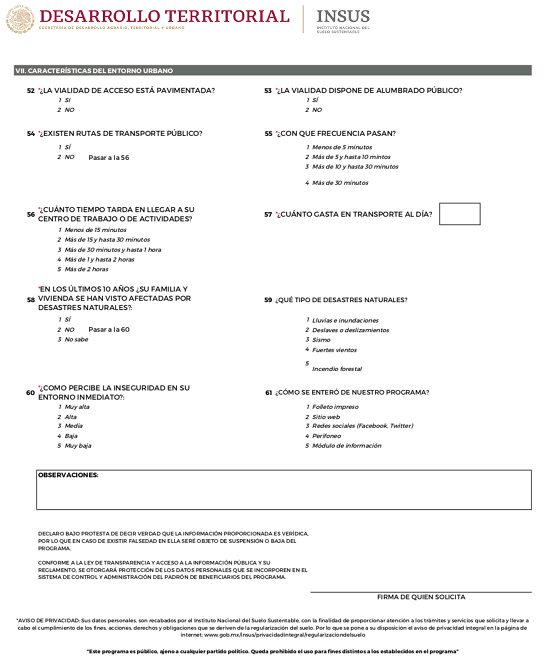 DESARROLLO TERRITORIAL
SECRETARÍA DE DESARROLLO AGRARIO, TERRITORIAL Y URBANO
INSUS
INSTITUTO NACIONAL DEL
SUELO SUSTENTABLE
VII. CARACTERÍSTICAS DEL ENTORNO URBANO
52 *¿LA VIALIDAD DE ACCESO ESTÁ PAVIMENTADA?
1 SI
2 NO
53 *¿LA VIALIDAD DISPONE DE ALUMBRADO PÚBLICO?
1 SÍ
2 NO
54 *¿EXISTEN RUTAS DE TRANSPORTE PÚBLICO?
1 SÍ
2 NO Pasar a la 56
55 *¿CON QUE FRECUENCIA PASAN?
1 Menos de 5 minutos
2 Más de 5 y hasta 10 mintos
3 Más de 10 y hasta 30 minutos
4 Más de 30 minutos
56 *¿CUÁNTO TIEMPO TARDA EN LLEGAR A SU
CENTRO DE TRABAJO O DE ACTIVIDADES?
1 Menos de 15 minutos
2 Más de 15 y hasta 30 minutos
3 Más de 30 minutos y hasta 1 hora
4 Más de 1 y hasta 2 horas
5 Más de 2 horas
57 *¿CUÁNTO GASTA EN TRANSPORTE AL DÍA?
58 *EN LOS ÚLTIMOS 10 AÑOS ¿SU FAMILIA Y
VIVIENDA SE HAN VISTO AFECTADAS POR
DESASTRES NATURALES?:
1 SÍ
2 NO Pasar a la 60
3 No sabe
59 ¿QUÉ TIPO DE DESASTRES NATURALES?
1 Lluvias e inundaciones
2 Deslaves o deslizamientos
3 Sismo
4 Fuertes vientos
5 Incendio forestal
60 *¿COMO PERCIBE LA INSEGURIDAD EN SU
ENTORNO INMEDIATO?:
1 Muy alta
2 Alta
3 Media
4 Baja
5 Muy baja
61 ¿CÓMO SE ENTERÓ DE NUESTRO PROGRAMA?
1 Folleto impreso
2 Sitio web
3 Redes sociales (Facebook, Twitter)
4 Perifoneo
5 Módulo de información
OBSERVACIONES:
DECLARO BAJO PROTESTA DE DECIR VERDAD QUE LA INFORMACIÓN PROPORCIONADA ES VERÍDICA,
POR LO QUE EN CASO DE EXISTIR FALSEDAD EN ELLA SERÉ OBJETO DE SUSPENSIÓN O BAJA DEL
PROGRAMA.
CONFORME A LA LEY DE TRANSPARENCIA Y ACCESO A LA INFORMACIÓN PÚBLICA Y SU
REGLAMENTO, SE OTORGARÁ PROTECCIÓN DE LOS DATOS PERSONALES QUE SE INCORPOREN EN EL
SISTEMA DE CONTROL Y ADMINISTRACIÓN DEL PADRÓN DE BENEFICIARIOS DEL PROGRAMA.
FIRMA DE QUIEN SOLICITA
"AVISO DE PRIVACIDAD: Sus datos personales, son recabados por el Instituto Nacional del Suelo Sustentable, con la finalidad de proporcionar atención a los trámites y servicios que solicita y llevar a
cabo el cumplimiento de los fines, acciones, derechos y obligaciones que se deriven de la regularización del suelo. Por lo que se pone a su disposición el aviso de privacidad integral en la página de
internet: www.gob.mx/insus/privacidadintegral/regularizaciondelsuelo
"Este programa es público, ajeno a cualquier partido político. Queda prohibido el uso para fines distintos a los establecidos en el programa"